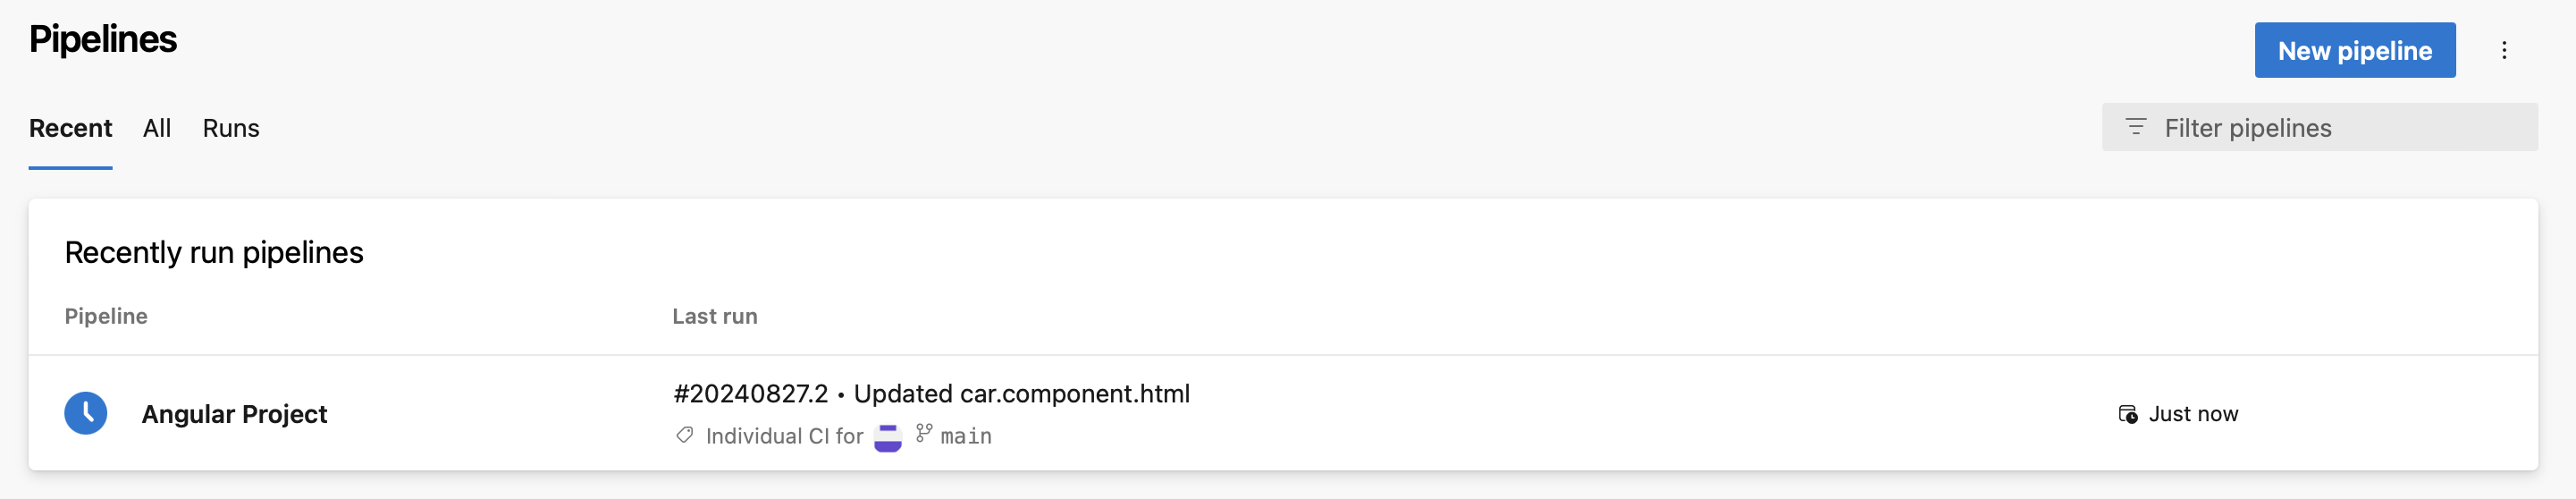 Pipelines
New pipeline
Recent All Runs
Filter pipelines
Recently run pipelines
Pipeline Last run
Angular Project
#20240827.2 • Updated car.component.html
Individual CI for main
Just now